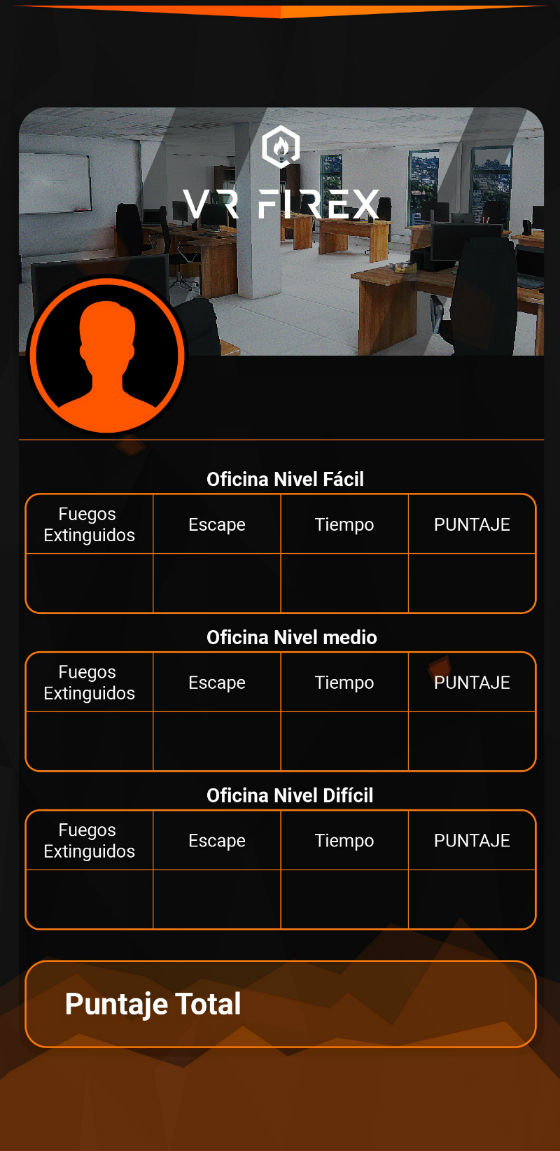 VR FIREX
Oficina Nivel Fácil
Fuegos
Extinguidos
Escape
Tiempo
PUNTAJE
Oficina Nivel medio
Fuegos
Extinguidos
Escape
Tiempo
PUNTAJE
Oficina Nivel Difícil
Fuegos
Extinguidos
Escape
Tiempo
PUNTAJE
Puntaje Total